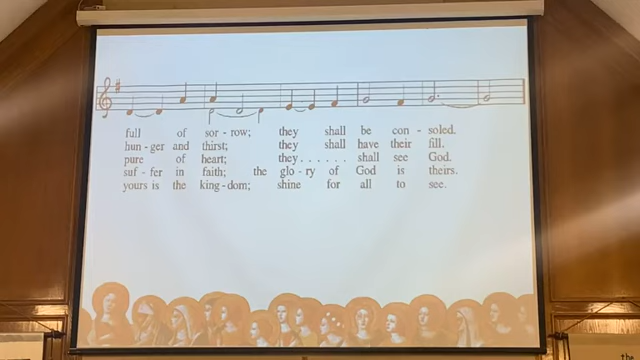 full of sor - row; they shall be con - soled.
hun - ger and thirst; they shall have their fill.
pure of heart; they . . . . . . shall see God.
suf - fer in faith; the glo - ry of God is theirs.
yours is the king - dom; shine for all to see.
the